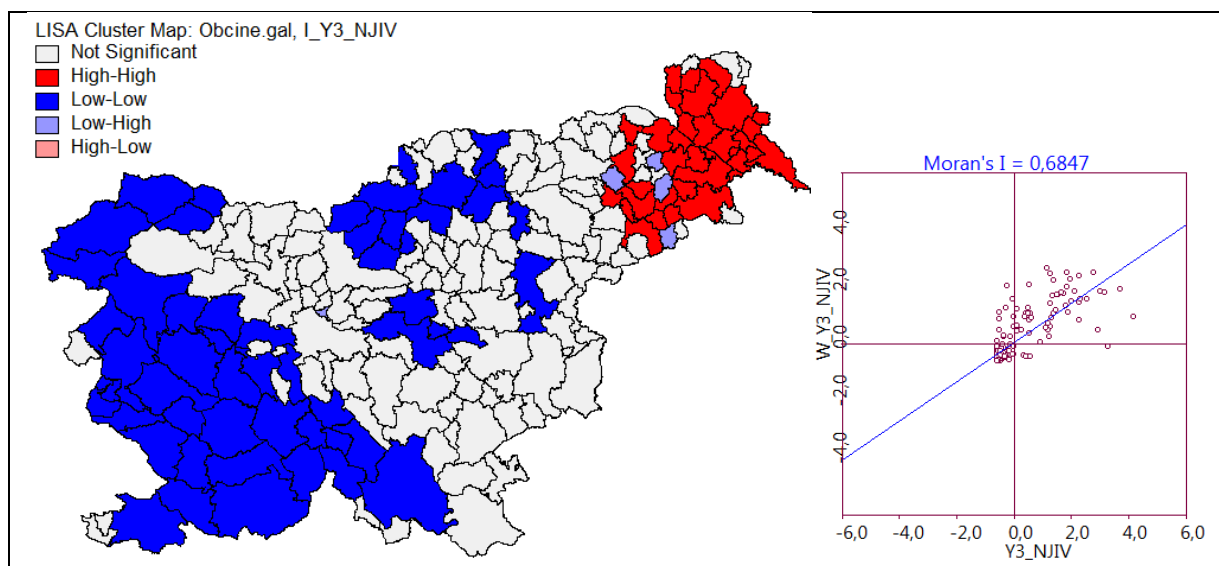 LISA Cluster Map: Obcine.gal, I_Y3_NJIV
Not Significant
High-High
Low-Low
Low-High
High-Low
Moran's I = 0,6847
4,0
2,0
0,0
-2,0
-4,0
W_Y3_NJIV
-6,0 -4,0 -2,0 0,0 2,0 4,0 6,0
Y3_NJIV